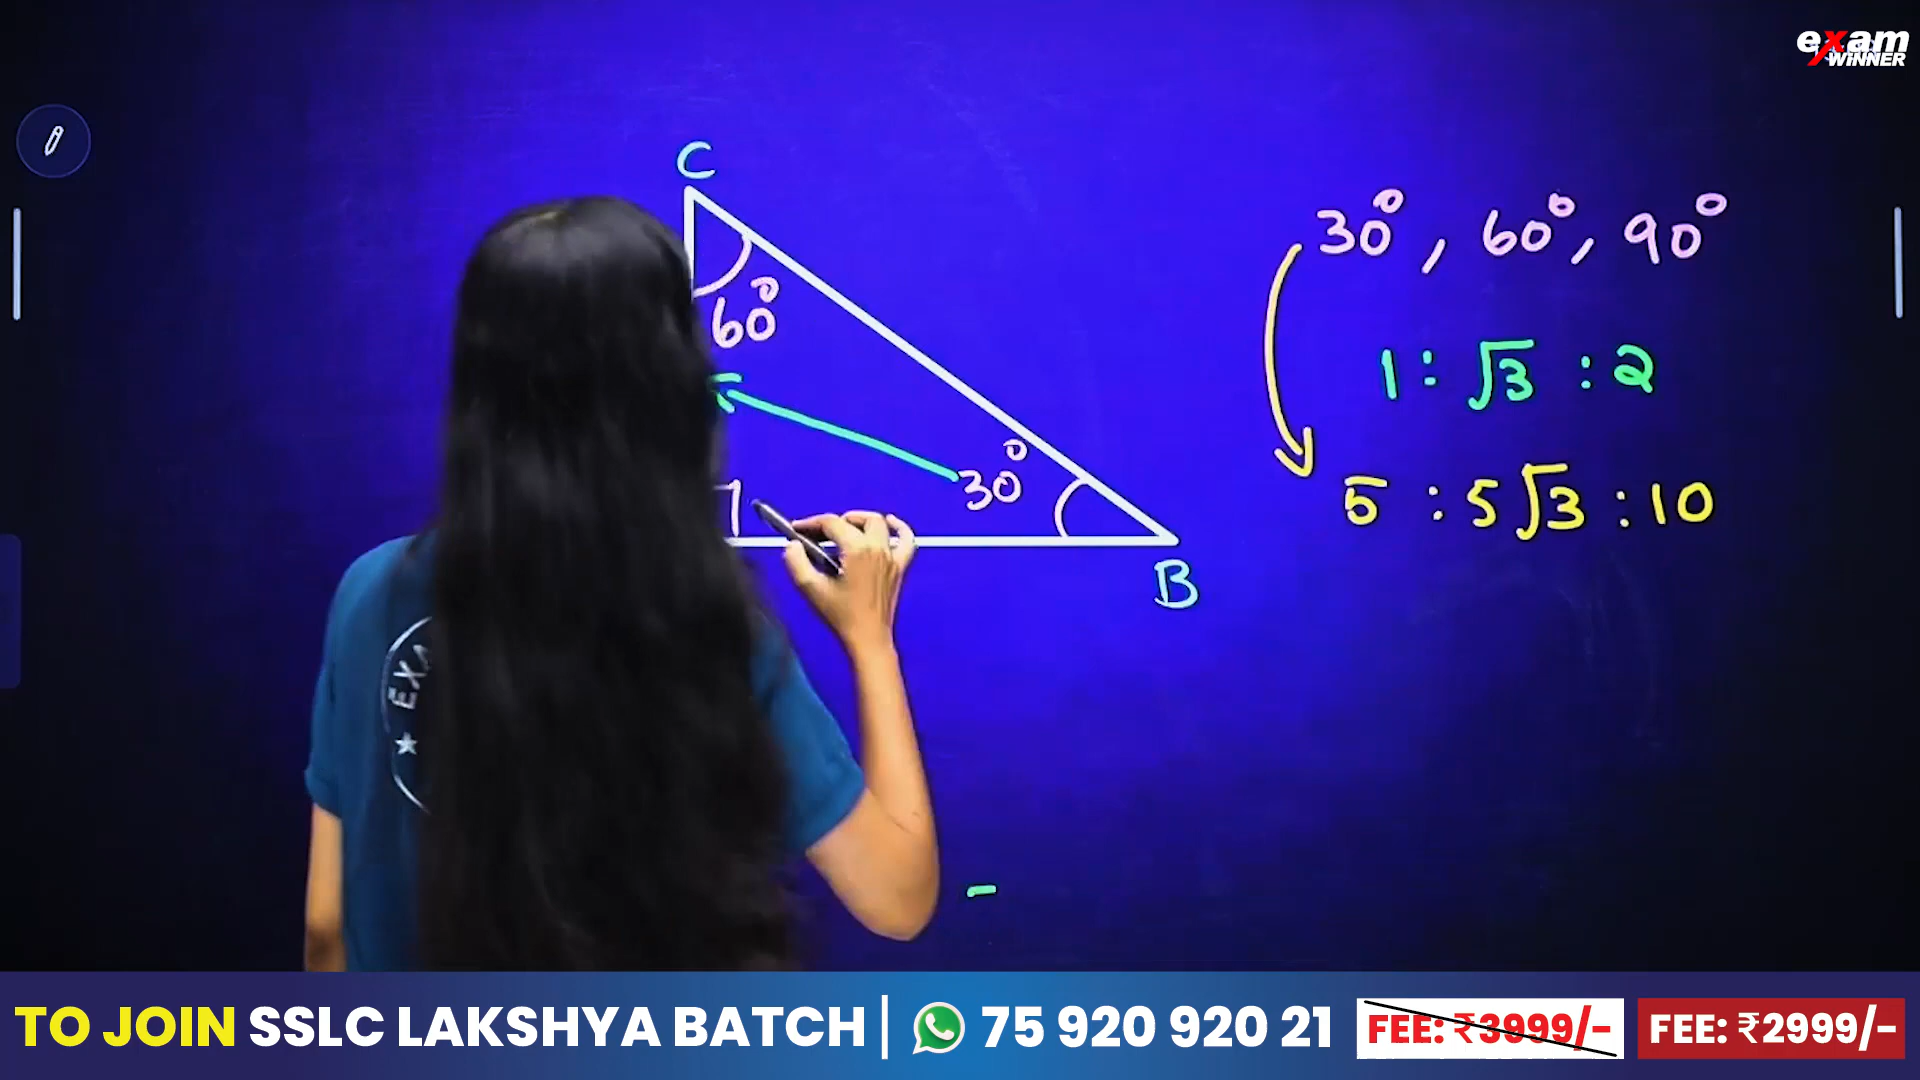 exam
WINNER
C
30°, 60°, 90°
60°
1 : √3 : 2
30°
5 : 5√3 : 10
B
EXA
TO JOIN SSLC LAKSHYA BATCH | 75 920 920 21 FEE: ₹3999/- FEE: ₹2999/-